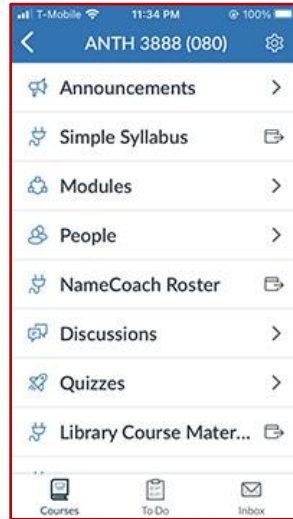 T-Mobile 11:34 PM 100%
ANTH 3888 (080)
Announcements
Simple Syllabus
Modules
People
NameCoach Roster
Discussions
Quizzes
Library Course Mater...
Courses To Do Inbox